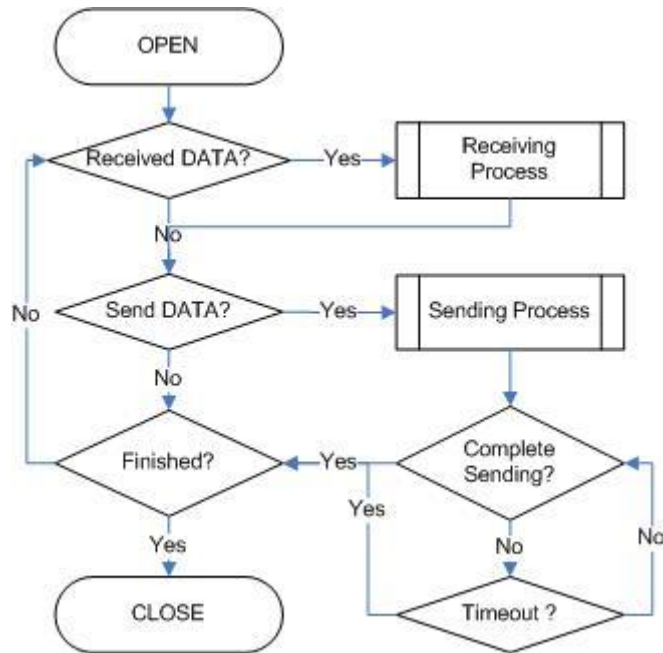 OPEN
Received DATA?
Yes
Receiving
Process
No
Send DATA?
Yes
Sending Process
No
No
Finished?
Yes
Complete
Sending?
Yes
No
No
Yes
CLOSE
Timeout ?